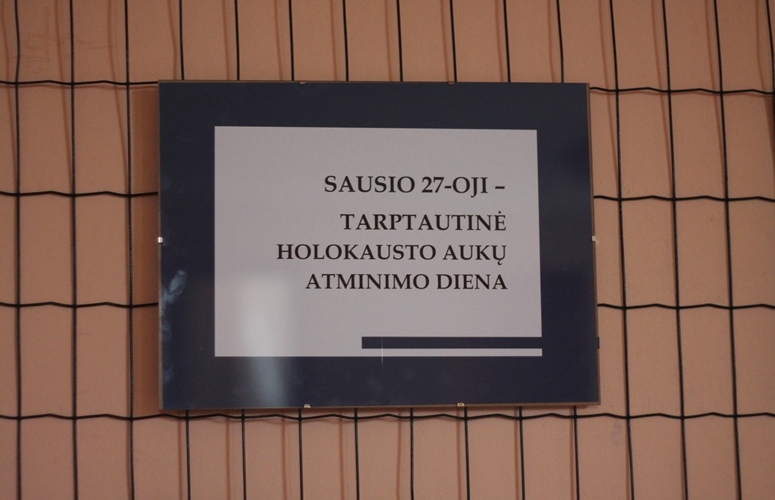 SAUSIO 27-OJI –
TARPTAUTINĖ
HOLOKAUSTO AUKŲ
ATMINIMO DIENA